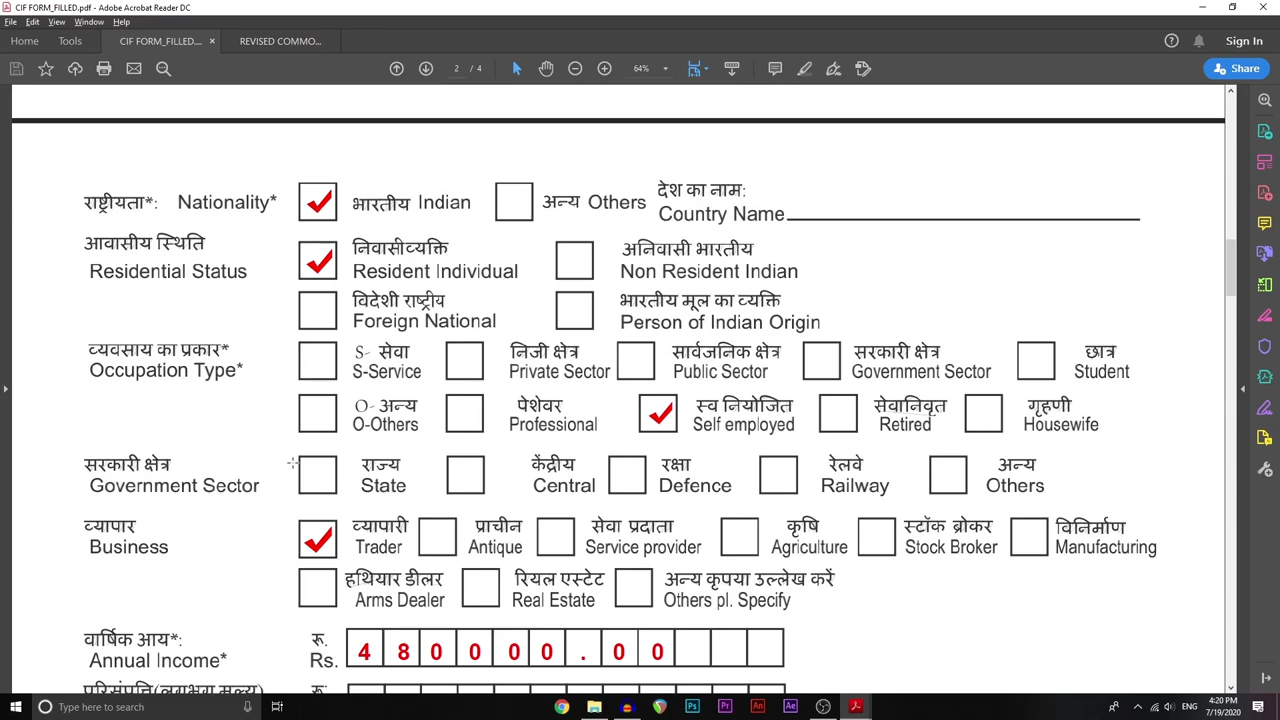 CIF FORM_FILLED.pdf - Adobe Acrobat Reader DC
File Edit View Window Help
Home Tools CIF FORM_FILLED.... × REVISED COMMO... Sign In
2 / 4 64% Share
राष्ट्रीयता*: Nationality* भारतीय Indian अन्य Others देश का नाम:
Country Name
आवासीय स्थिति निवासीव्यक्ति अनिवासी भारतीय
Residential Status Resident Individual Non Resident Indian
विदेशी राष्ट्रीय भारतीय मूल का व्यक्ति
Foreign National Person of Indian Origin
व्यवसाय का प्रकार* S- सेवा निजी क्षेत्र सार्वजनिक क्षेत्र सरकारी क्षेत्र छात्र
Occupation Type* S-Service Private Sector Public Sector Government Sector Student
O- अन्य पेशेवर स्व नियोजित सेवानिवृत गृहणी
O-Others Professional Self employed Retired Housewife
सरकारी क्षेत्र राज्य केंद्रीय रक्षा रेलवे अन्य
Government Sector State Central Defence Railway Others
व्यापार व्यापारी प्राचीन सेवा प्रदाता कृषि स्टॉक ब्रोकर विनिर्माण
Business Trader Antique Service provider Agriculture Stock Broker Manufacturing
हथियार डीलर रियल एस्टेट अन्य कृपया उल्लेख करें
Arms Dealer Real Estate Others pl. Specify
वार्षिक आय*: रू.
Annual Income* Rs. 4 8 0 0 0 0 . 0 0
परिसंपत्ति(लगभग मूल्य) रू:
Type here to search Ps Pr An Ae ENG 4:20 PM
7/19/2020